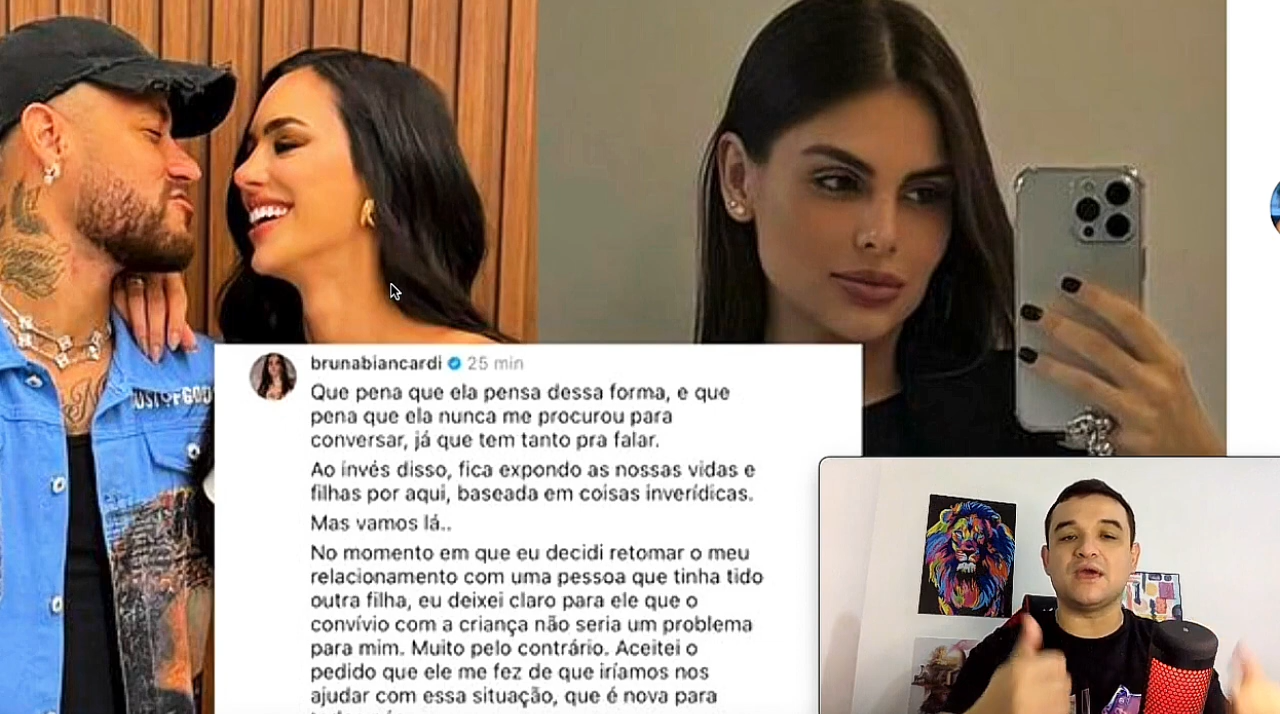 UST OF GOD
brunabiancardi 25 min
Que pena que ela pensa dessa forma, e que
pena que ela nunca me procurou para
conversar, já que tem tanto pra falar.
Ao invés disso, fica expondo as nossas vidas e
filhas por aqui, baseada em coisas inverídicas.
Mas vamos lá..
No momento em que eu decidi retomar o meu
relacionamento com uma pessoa que tinha tido
outra filha, eu deixei claro para ele que o
convívio com a criança não seria um problema
para mim. Muito pelo contrário. Aceitei o
pedido que ele me fez de que iríamos nos
ajudar com essa situação, que é nova para